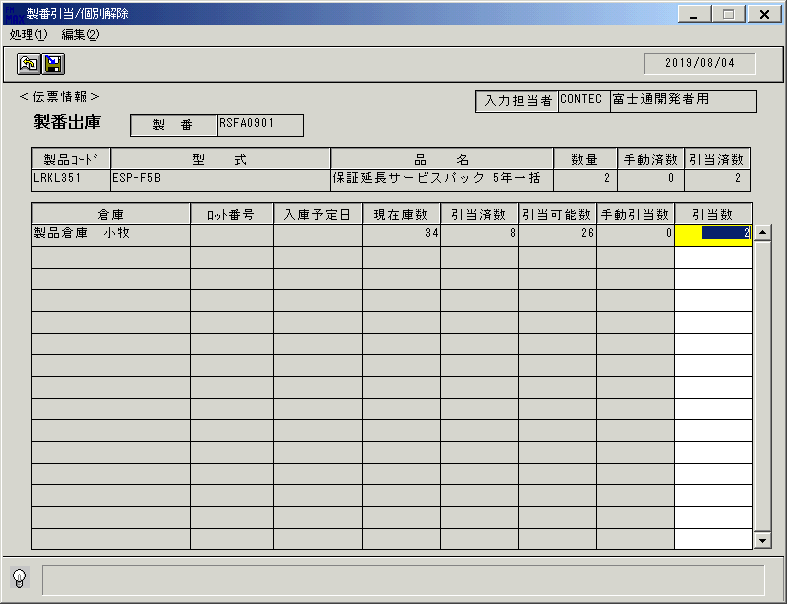 製番引当/個別解除
処理(1) 編集(2)
2019/08/04
＜伝票情報＞
入力担当者 CONTEC 富士通開発者用
製番出庫 製　番 RSFA0901
製品ｺｰﾄﾞ 型　式 品　名 数量 手動済数 引当済数
LRKL351 ESP-F5B 保証延長サービスパック 5年一括 2 0 2
倉庫 ﾛｯﾄ番号 入庫予定日 現在庫数 引当済数 引当可能数 手動引当数 引当数
製品倉庫　小牧 34 8 26 0 2